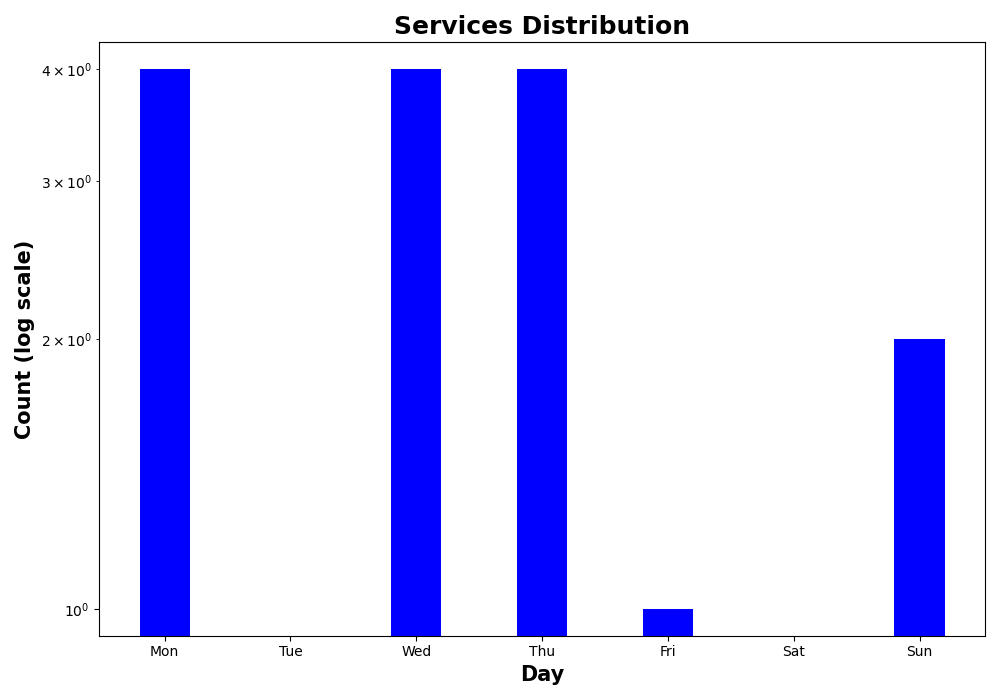 Services Distribution
Count (log scale)
4 × 10⁰
3 × 10⁰
2 × 10⁰
10⁰
Mon Tue Wed Thu Fri Sat Sun
Day